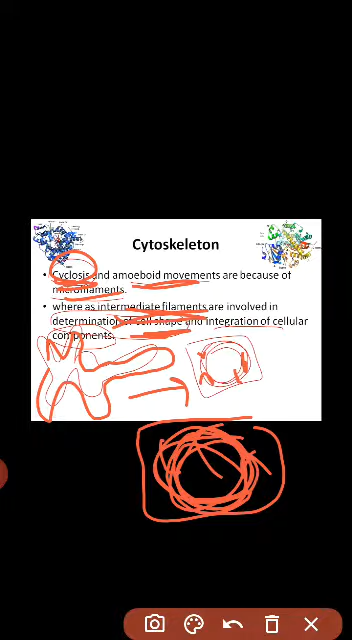 Cytoskeleton
• Cyclosis and amoeboid movements are because of
microfilaments.
• where as intermediate filaments are involved in
determination of cell shape and integration of cellular
components.